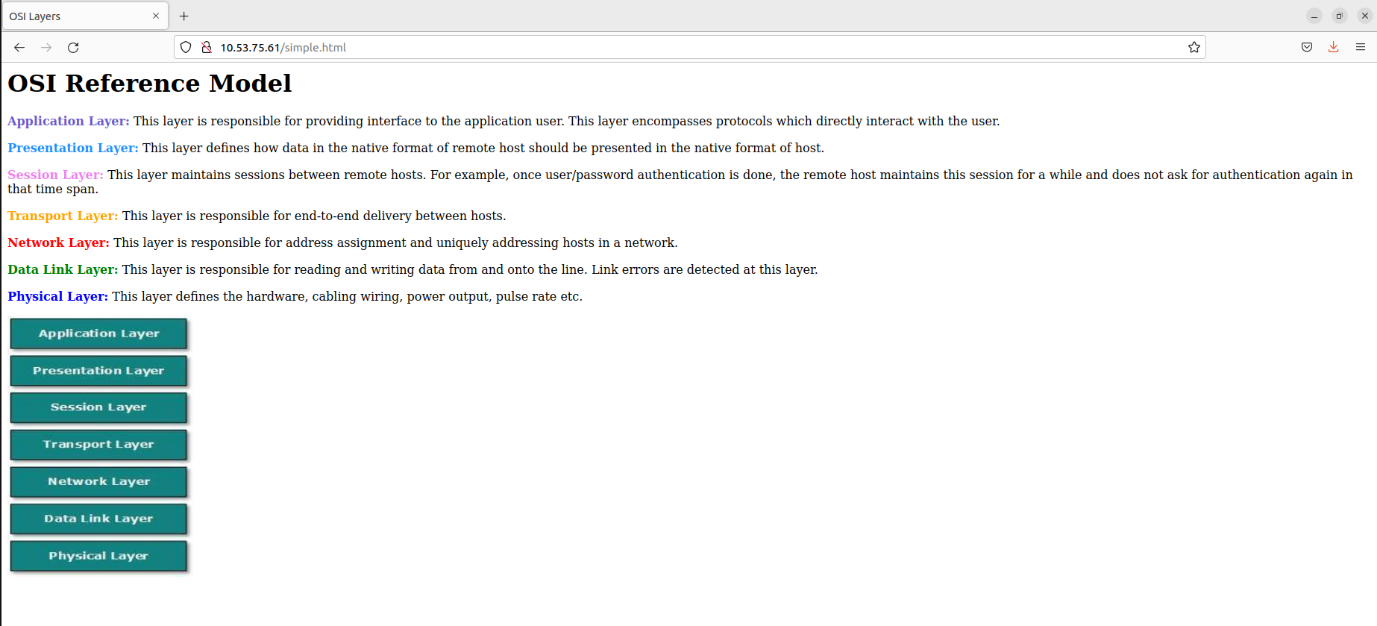 OSI Layers
10.53.75.61/simple.html
OSI Reference Model
Application Layer: This layer is responsible for providing interface to the application user. This layer encompasses protocols which directly interact with the user.
Presentation Layer: This layer defines how data in the native format of remote host should be presented in the native format of host.
Session Layer: This layer maintains sessions between remote hosts. For example, once user/password authentication is done, the remote host maintains this session for a while and does not ask for authentication again in
that time span.
Transport Layer: This layer is responsible for end-to-end delivery between hosts.
Network Layer: This layer is responsible for address assignment and uniquely addressing hosts in a network.
Data Link Layer: This layer is responsible for reading and writing data from and onto the line. Link errors are detected at this layer.
Physical Layer: This layer defines the hardware, cabling wiring, power output, pulse rate etc.
Application Layer
Presentation Layer
Session Layer
Transport Layer
Network Layer
Data Link Layer
Physical Layer